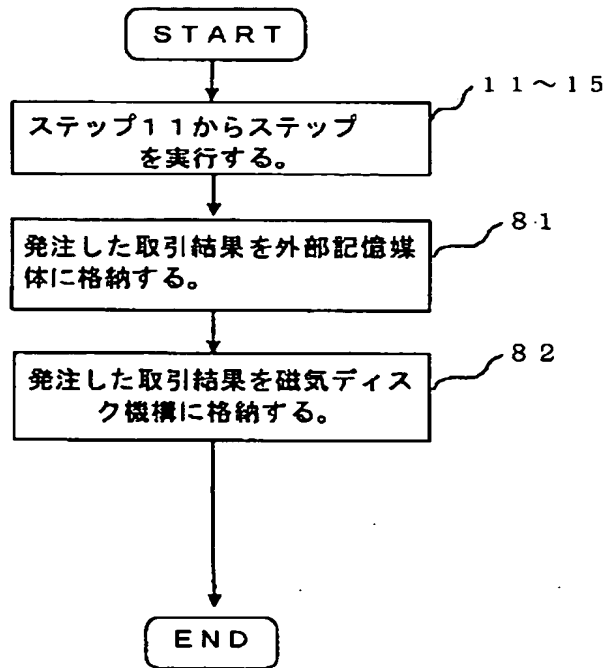 START
11~15
ステップ11からステップ
を実行する。
81
発注した取引結果を外部記憶媒
体に格納する。
82
発注した取引結果を磁気ディス
ク機構に格納する。
END